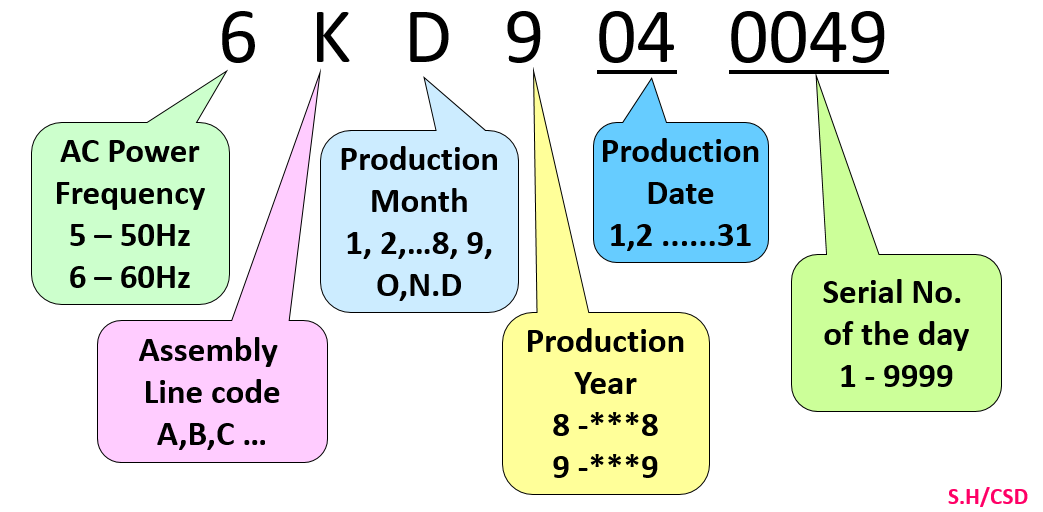 6 K D 9 04 0049
AC Power
Frequency
5 – 50Hz
6 – 60Hz
Assembly
Line code
A,B,C ...
Production
Month
1, 2,...8, 9,
O,N.D
Production
Year
8 -***8
9 -***9
Production
Date
1,2 ......31
Serial No.
of the day
1 - 9999
S.H/CSD